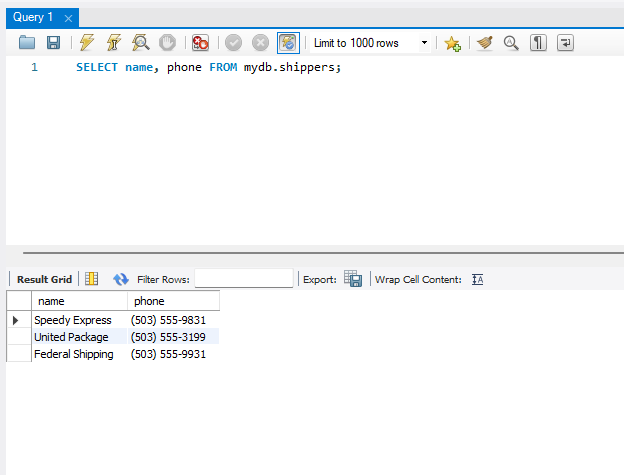 Query 1
Limit to 1000 rows
1 SELECT name, phone FROM mydb.shippers;
Result Grid Filter Rows: Export: Wrap Cell Content:
name phone
Speedy Express (503) 555-9831
United Package (503) 555-3199
Federal Shipping (503) 555-9931